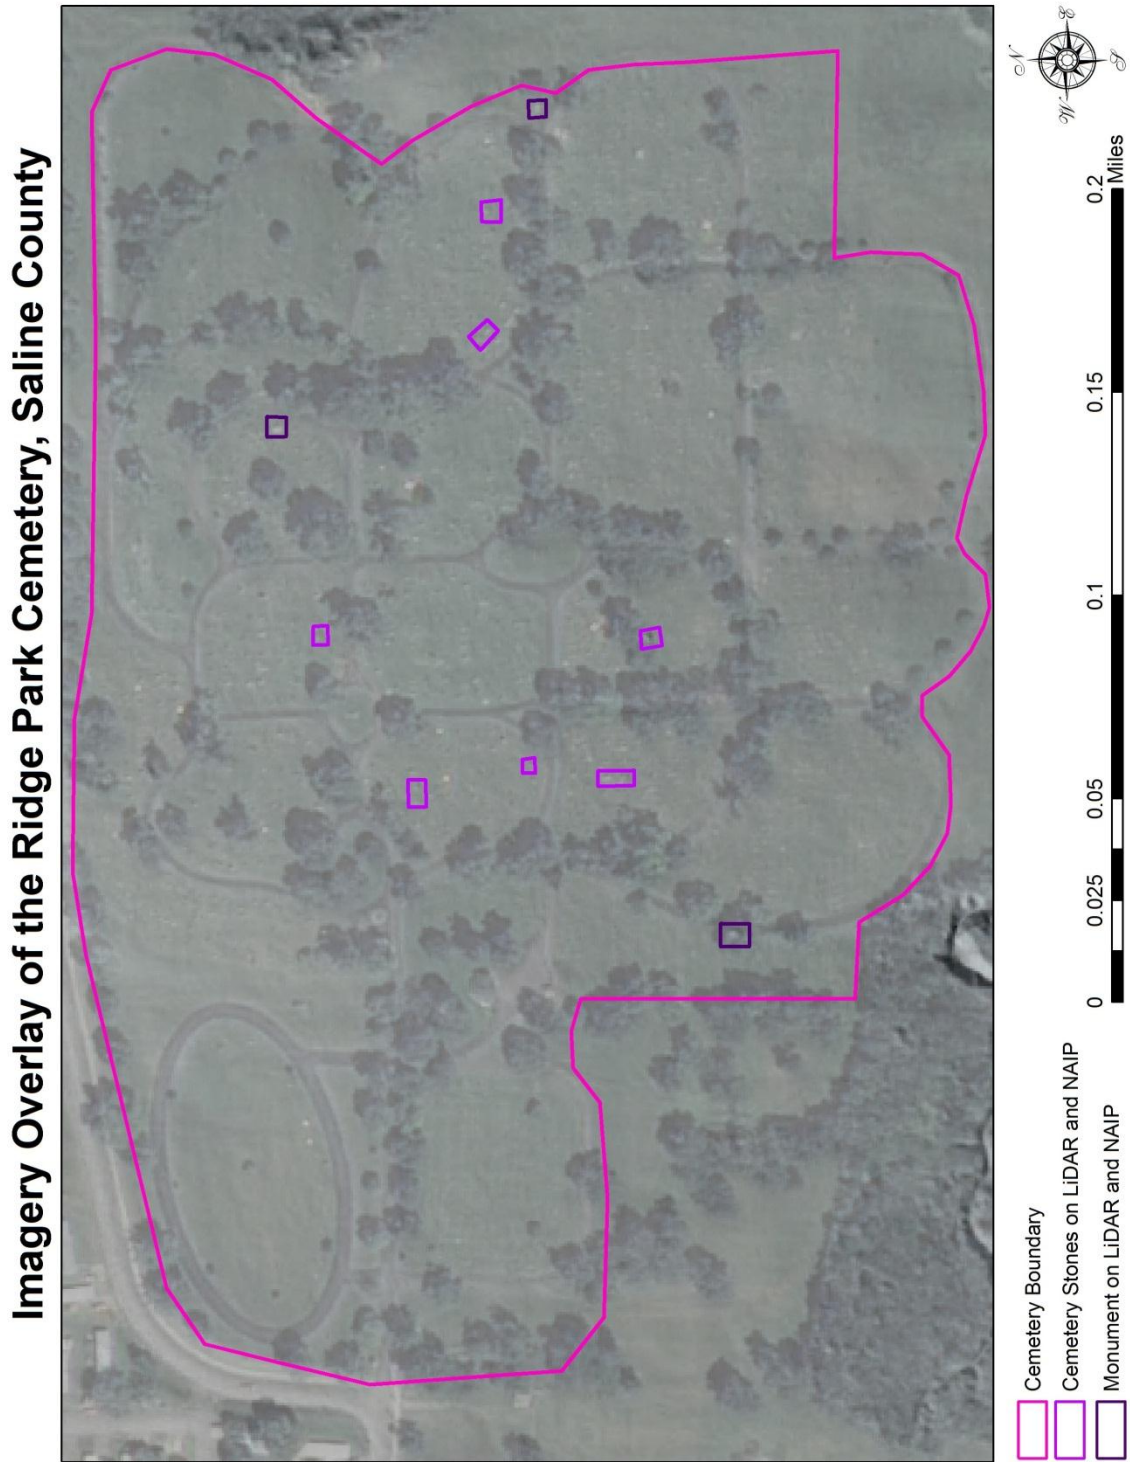 Imagery Overlay of the Ridge Park Cemetery, Saline County
Cemetery Boundary
Cemetery Stones on LiDAR and NAIP
Monument on LiDAR and NAIP
0 0.025 0.05 0.1 0.15 0.2
Miles
N
W E
S